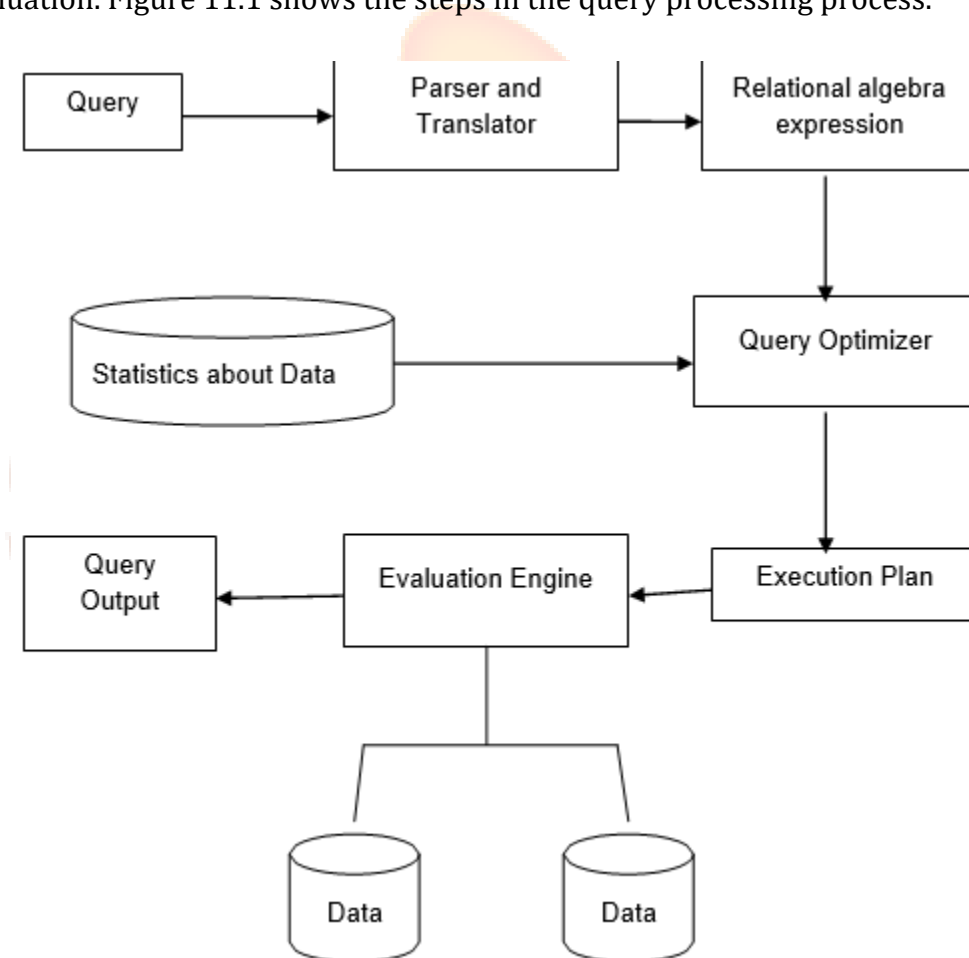 uation. Figure 11.1 shows the steps in the query processing process.
Query
Parser and
Translator
Relational algebra
expression
Statistics about Data
Query Optimizer
Query
Output
Evaluation Engine
Execution Plan
Data
Data